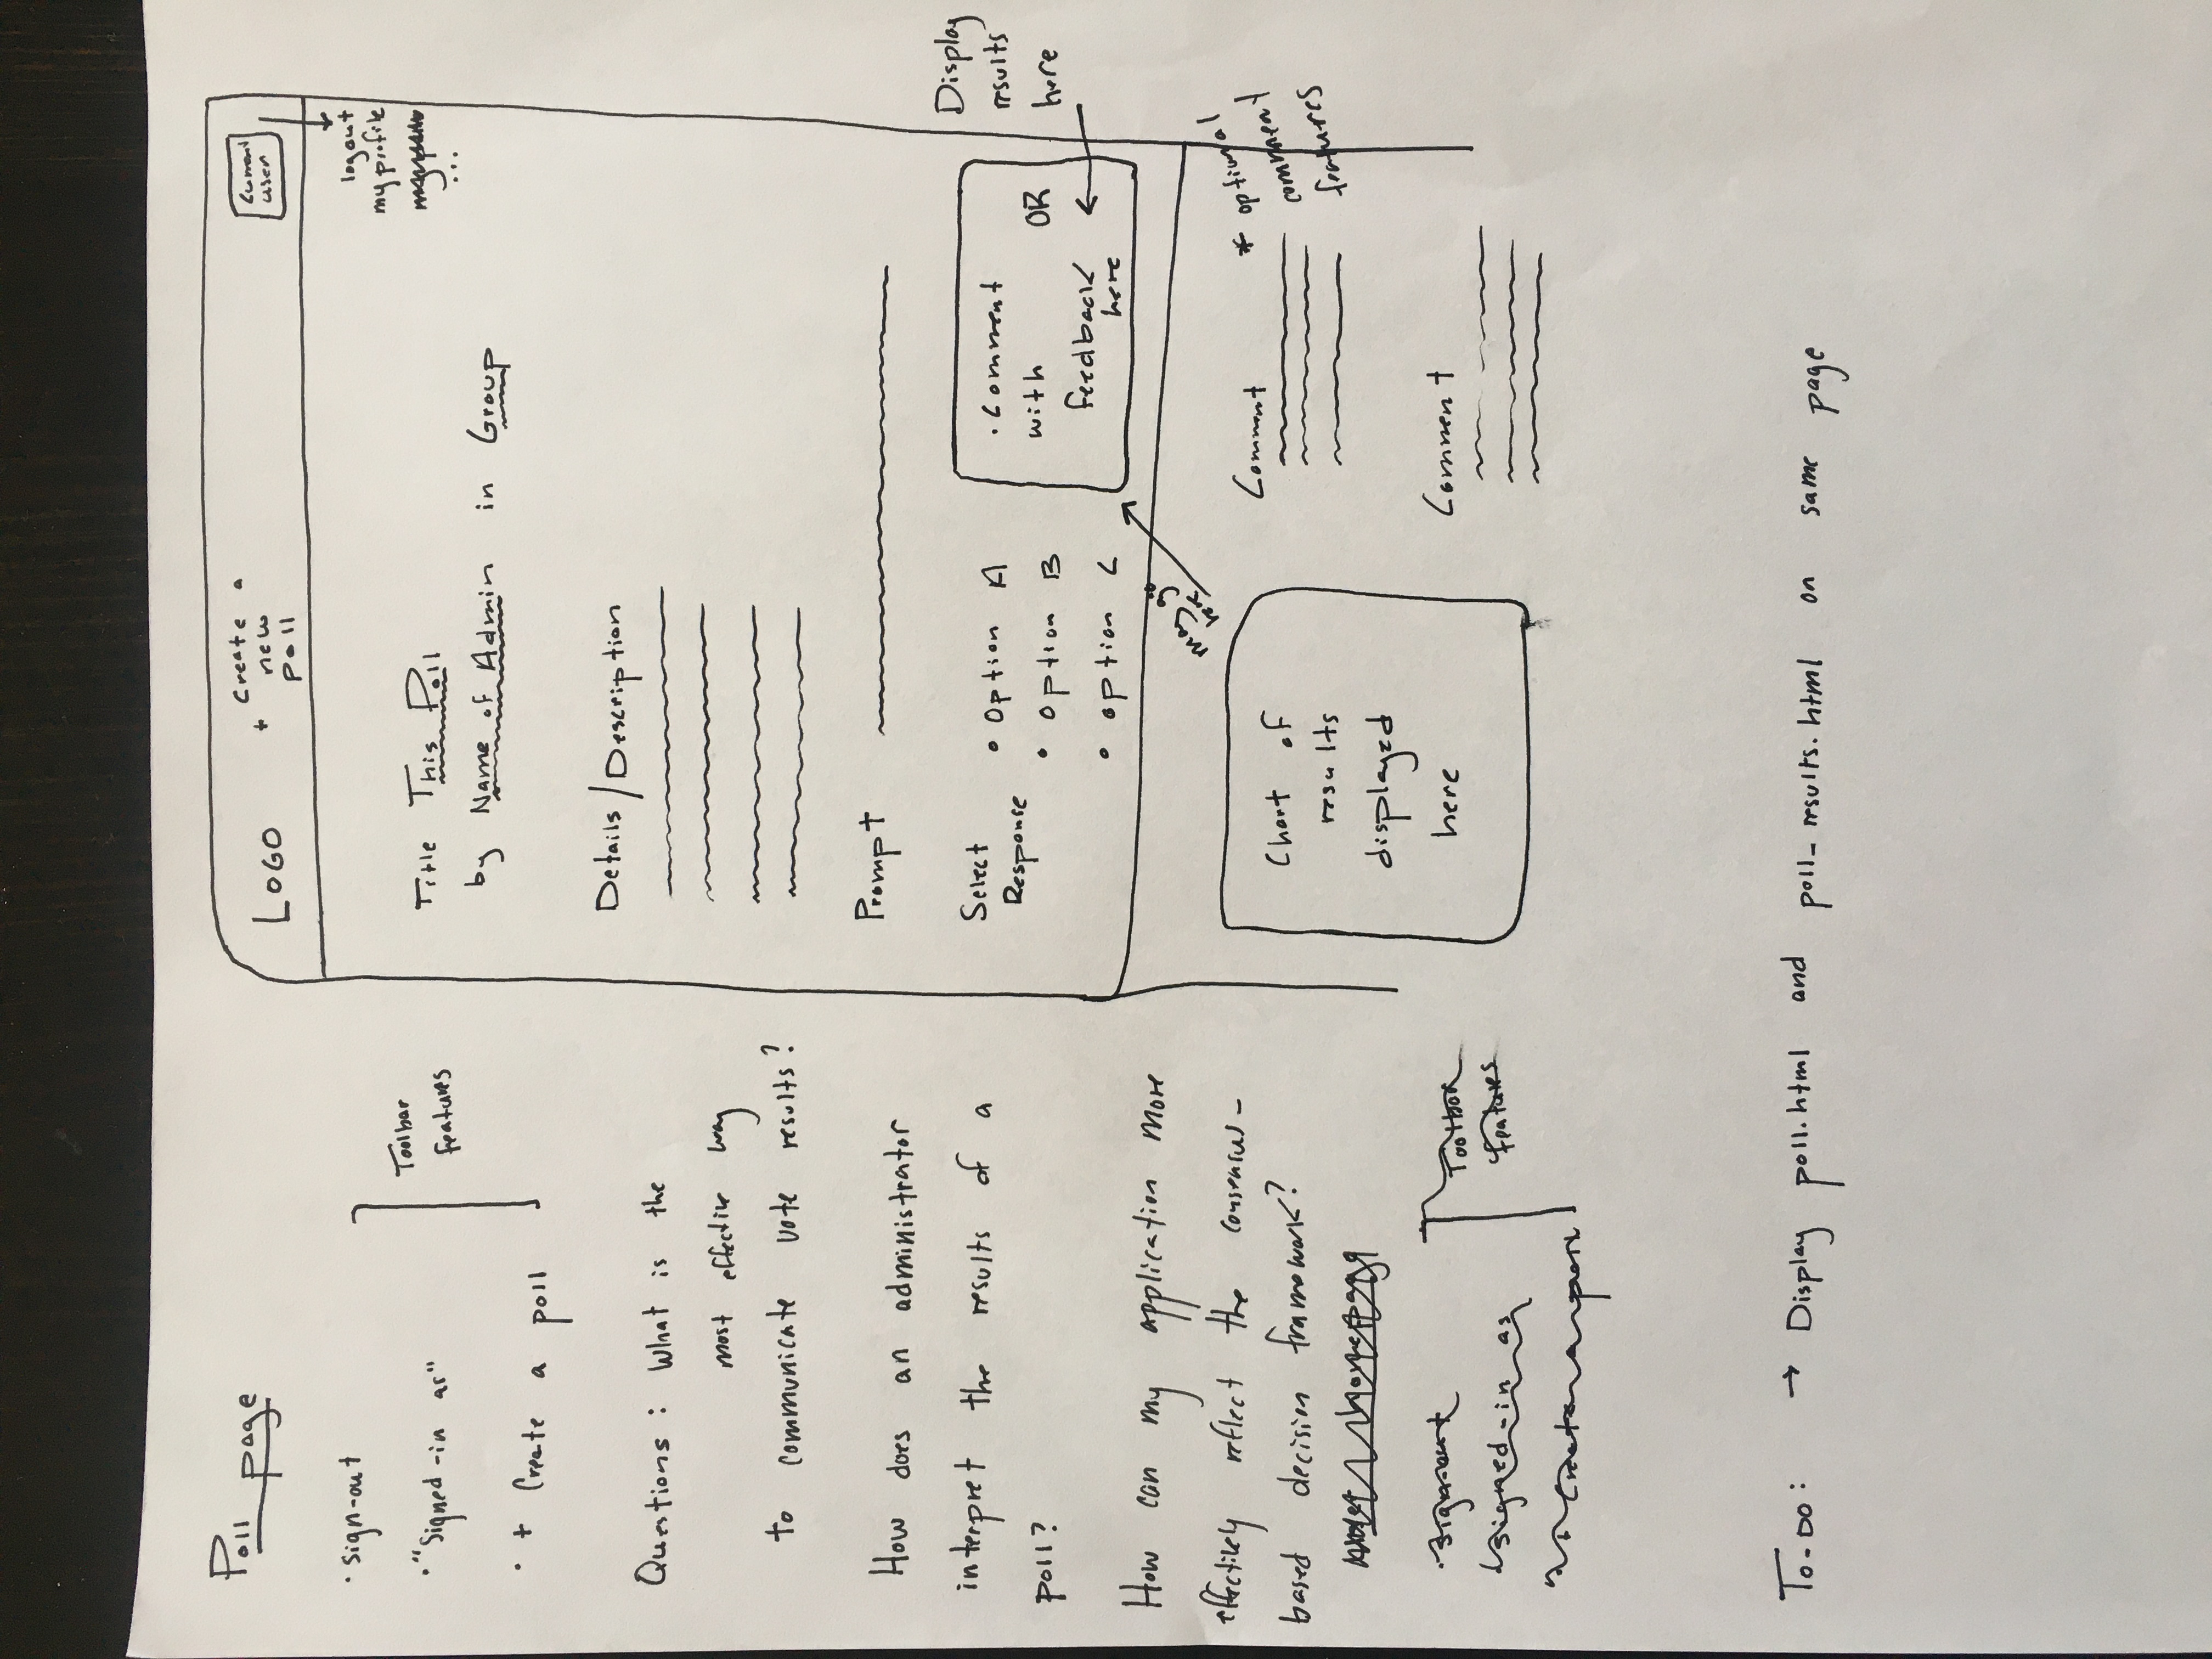 Poll page
· sign-out
· "Signed-in as"
· + Create a poll
Toolbar
features
Questions: What is the
most effective way
to communicate vote results?
How does an administrator
interpret the results of a
poll?
How can my application more
effectively reflect the consensus-
based decision framework?
homepage
· Sign-out
· Signed-in as
· + Create a poll
Toolbar
features
LOGO
+ Create a
new
poll
Current
user
logout
my profile
...
Title This Poll
by Name of Admin in Group
Details/Description
Prompt
Select
Response
• Option A
• Option B
• option C
· Comment
with OR
feedback
here
Display
results
here
may go
here
Chart of
results
displayed
here
Comment
* optional
comment
features
Comment
To-Do: → Display poll.html and poll_results.html on same page